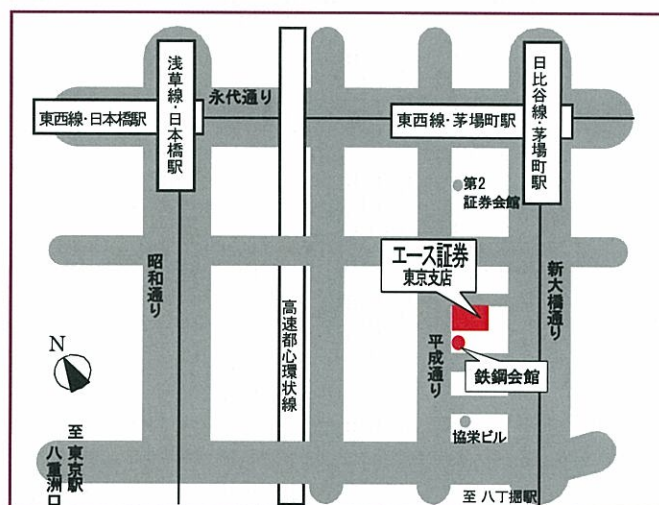 浅草線・日本橋駅
永代通り
東西線・日本橋駅
東西線・茅場町駅
日比谷線・茅場町駅
第2
証券会館
エース証券
東京支店
昭和通り
高速都心環状線
平成通り
新大橋通り
鉄鋼会館
N
協栄ビル
至 東京駅
八重洲口
至 八丁堀駅